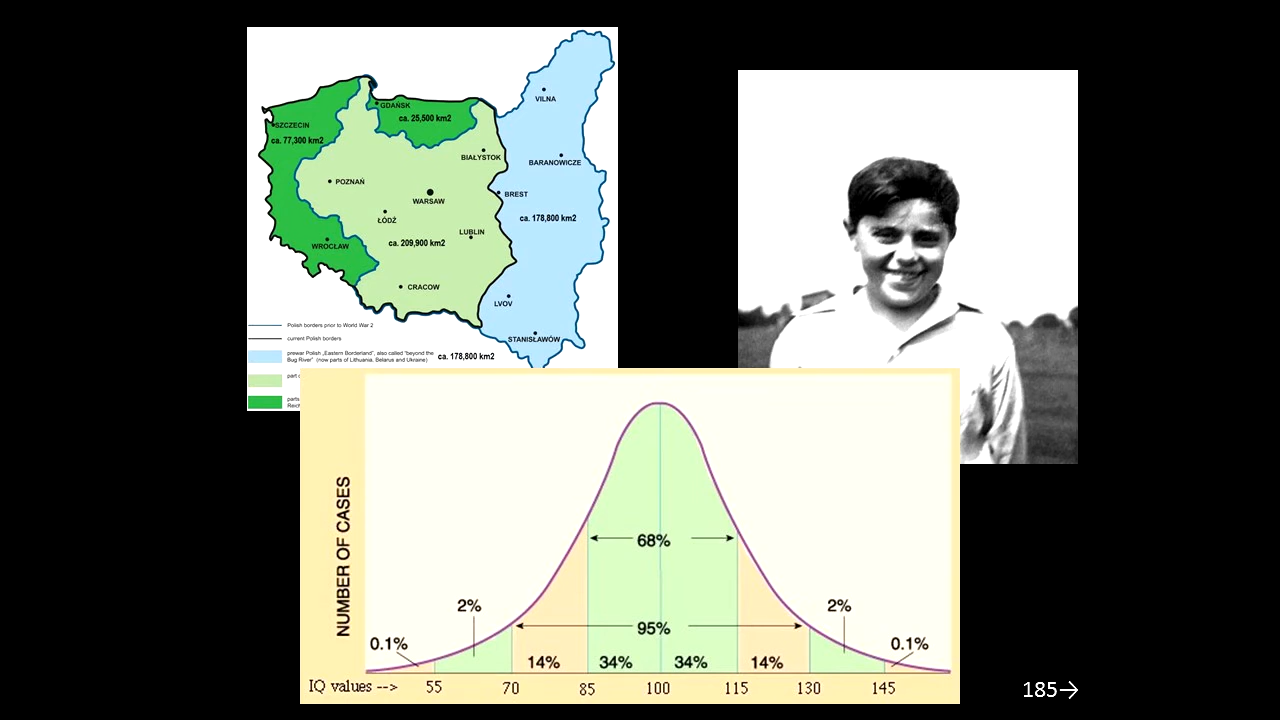 VILNA
GDAŃSK
ca. 25,500 km2
SZCZECIN
ca. 77,300 km2
BIAŁYSTOK
BARANOWICZE
POZNAŃ
WARSAW
BREST
ŁÓDŹ
ca. 178,800 km2
LUBLIN
WROCŁAW
ca. 209,900 km2
CRACOW
LVOV
STANISŁAWÓW
Polish borders prior to World War 2
current Polish borders
prewar Polish „Eastern Borderland", also called "beyond the
Bug River" (now parts of Lithuania, Belarus and Ukraine)
ca. 178,800 km2
part
parts
Reich
NUMBER OF CASES
68%
2%
2%
95%
0.1%
0.1%
14%
34%
34%
14%
IQ values -->
55
70
85
100
115
130
145
185→